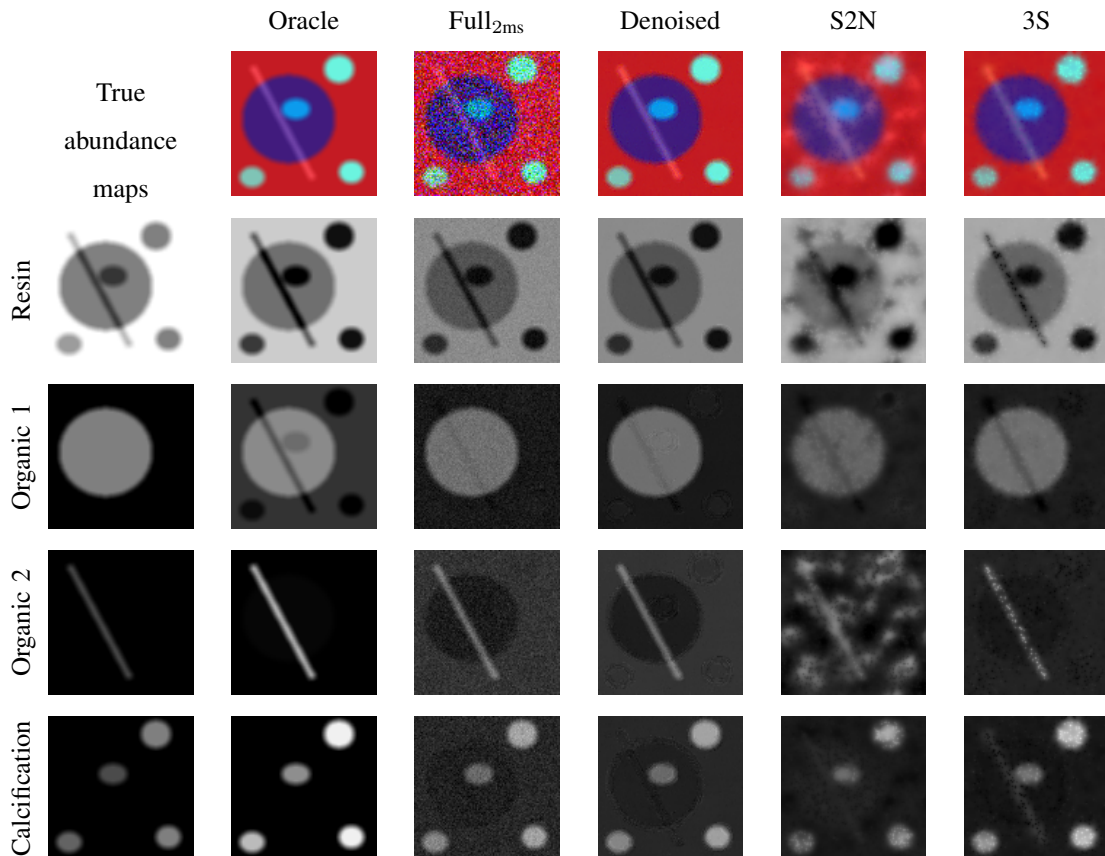 Oracle Full2ms Denoised S2N 3S
True
abundance
maps
Resin
Organic 1
Organic 2
Calcification